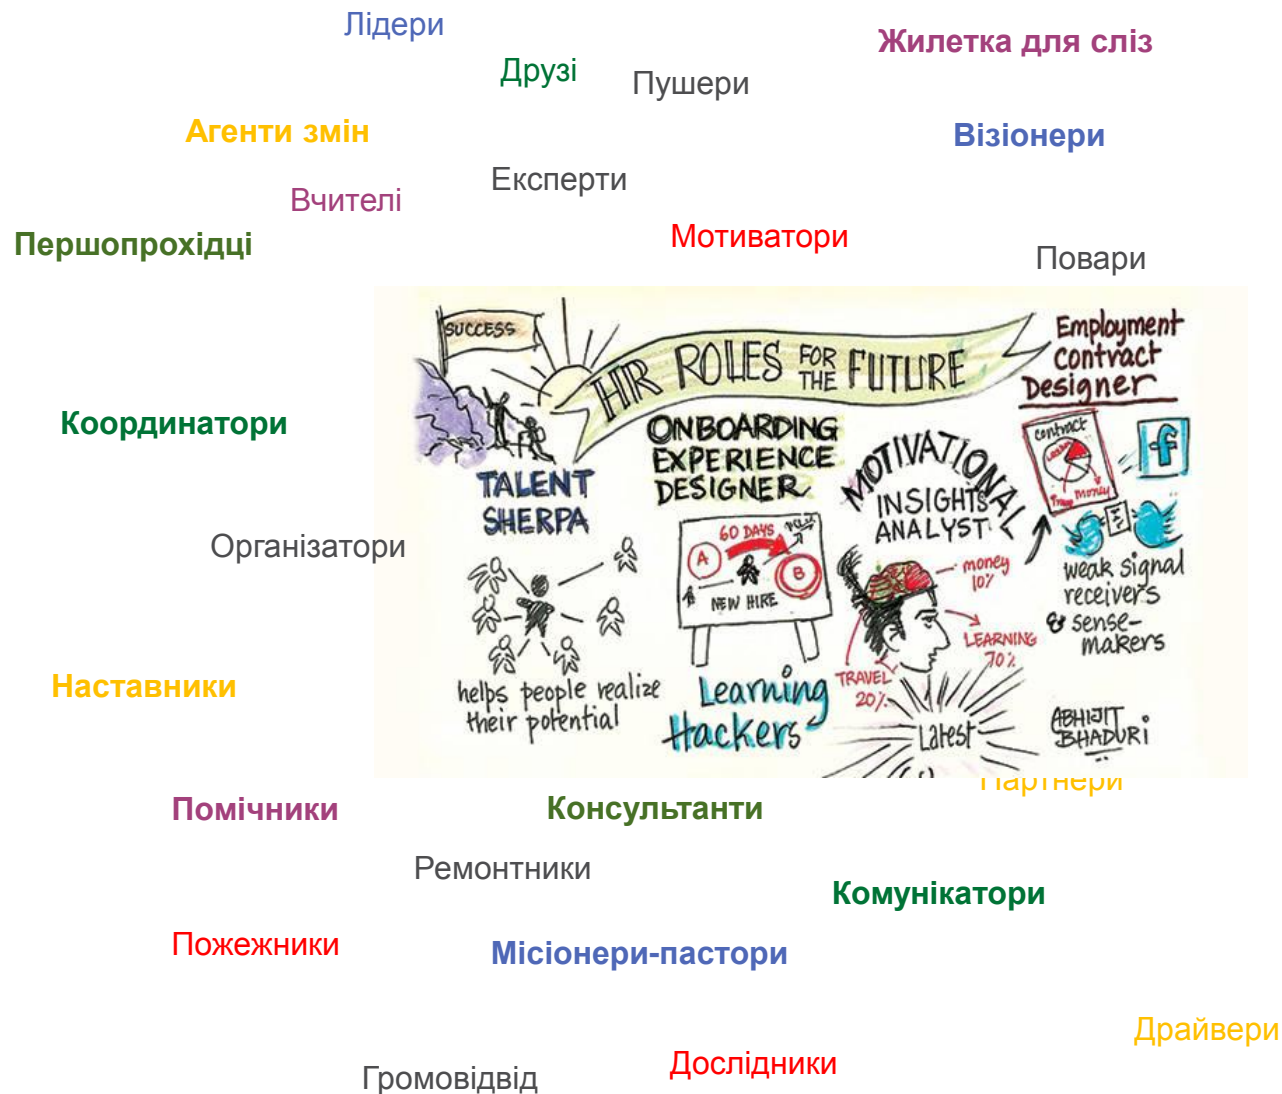 Лідери
Жилетка для сліз
Друзі
Пушери
Агенти змін
Візіонери
Експерти
Вчителі
Мотиватори
Першопрохідці
Повари
SUCCESS
HR ROLES FOR THE FUTURE
Employment
Contract
Designer
Координатори
TALENT
SHERPA
ONBOARDING
EXPERIENCE
DESIGNER
MOTIVATIONAL
INSIGHTS
ANALYST
contract
money
f
Організатори
60 DAYS
A
B
NEW HIRE
money
10%
LEARNING
70%
TRAVEL
20%
weak signal
receivers
& sense-
makers
helps people realize
their potential
Learning
Hackers
Latest
ABHIJIT
BHADURI
Наставники
Партнери
Помічники
Консультанти
Ремонтники
Комунікатори
Пожежники
Місіонери-пастори
Драйвери
Дослідники
Громовідвід